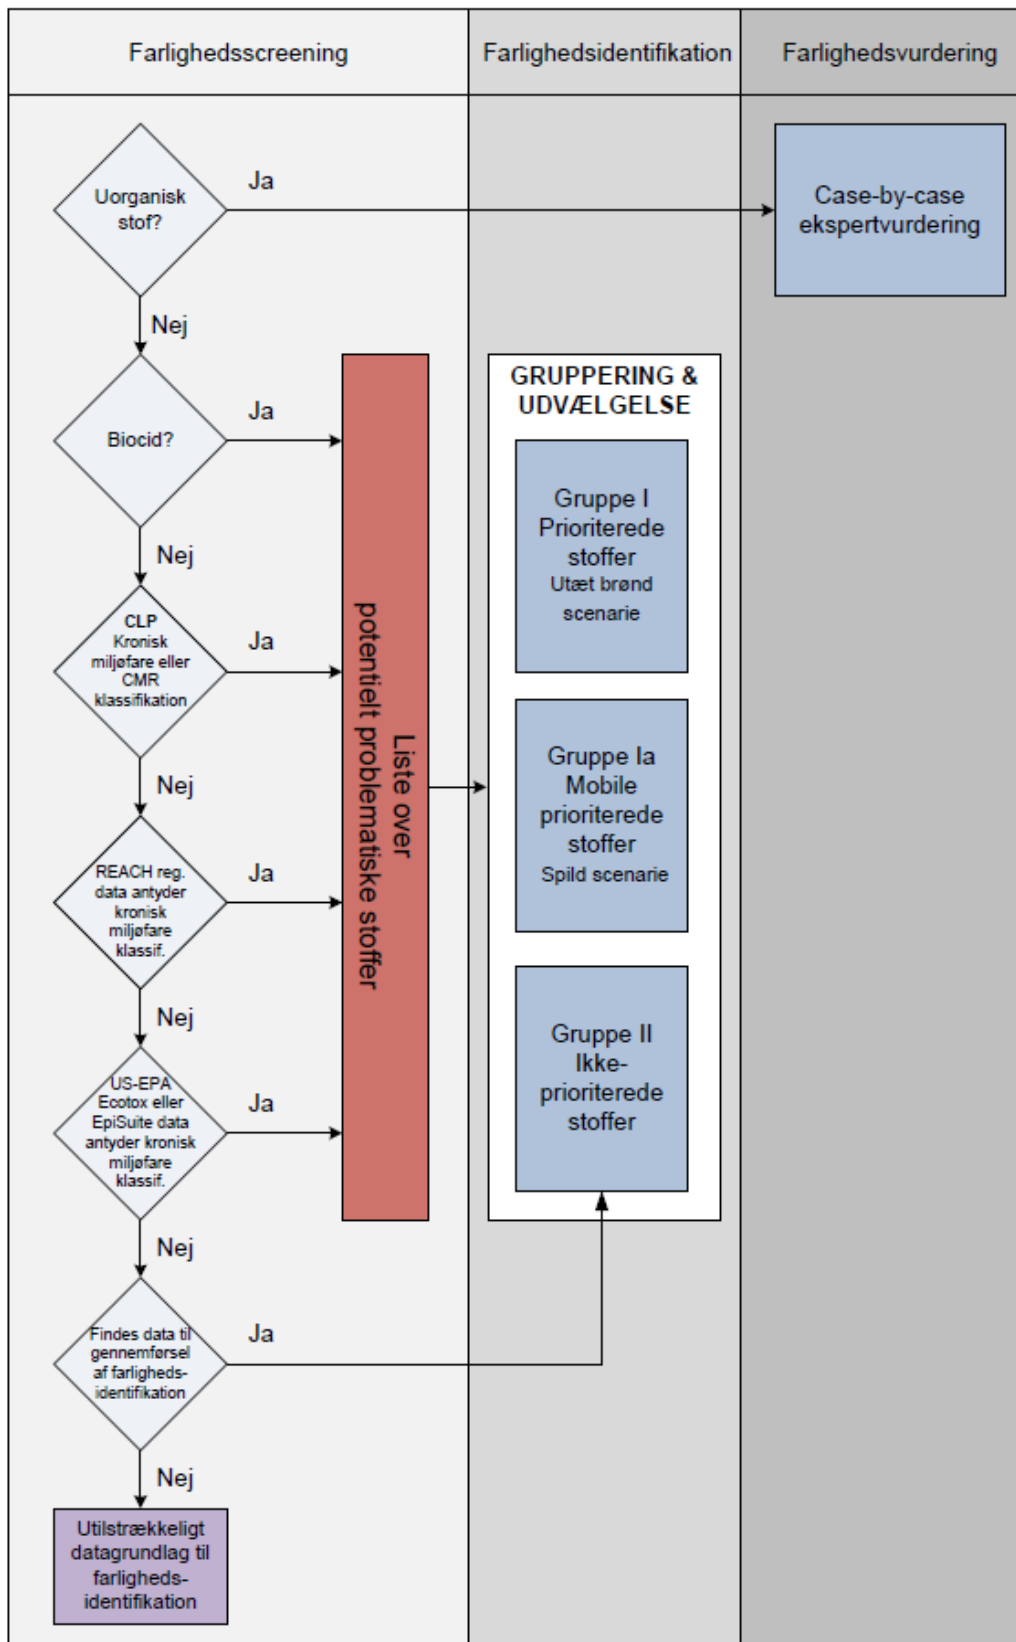 Farlighedsscreening
Farlighedsidentifikation
Farlighedsvurdering
Uorganisk
stof?
Ja
Case-by-case
ekspertvurdering
Nej
Biocid?
Ja
Nej
CLP
Kronisk
miljøfare eller
CMR
klassifikation
Ja
Nej
REACH reg.
data antyder
kronisk
miljøfare
klassif.
Ja
Nej
US-EPA
Ecotox eller
EpiSuite data
antyder kronisk
miljøfare
klassif.
Ja
Nej
Findes data til
gennemførsel
af farligheds-
identifikation
Ja
Nej
Utilstrækkeligt
datagrundlag til
farligheds-
identifikation
Liste over
potentielt problematiske stoffer
GRUPPERING &
UDVÆLGELSE
Gruppe I
Prioriterede
stoffer
Utæt brønd
scenarie
Gruppe Ia
Mobile
prioriterede
stoffer
Spild scenarie
Gruppe II
Ikke-
prioriterede
stoffer